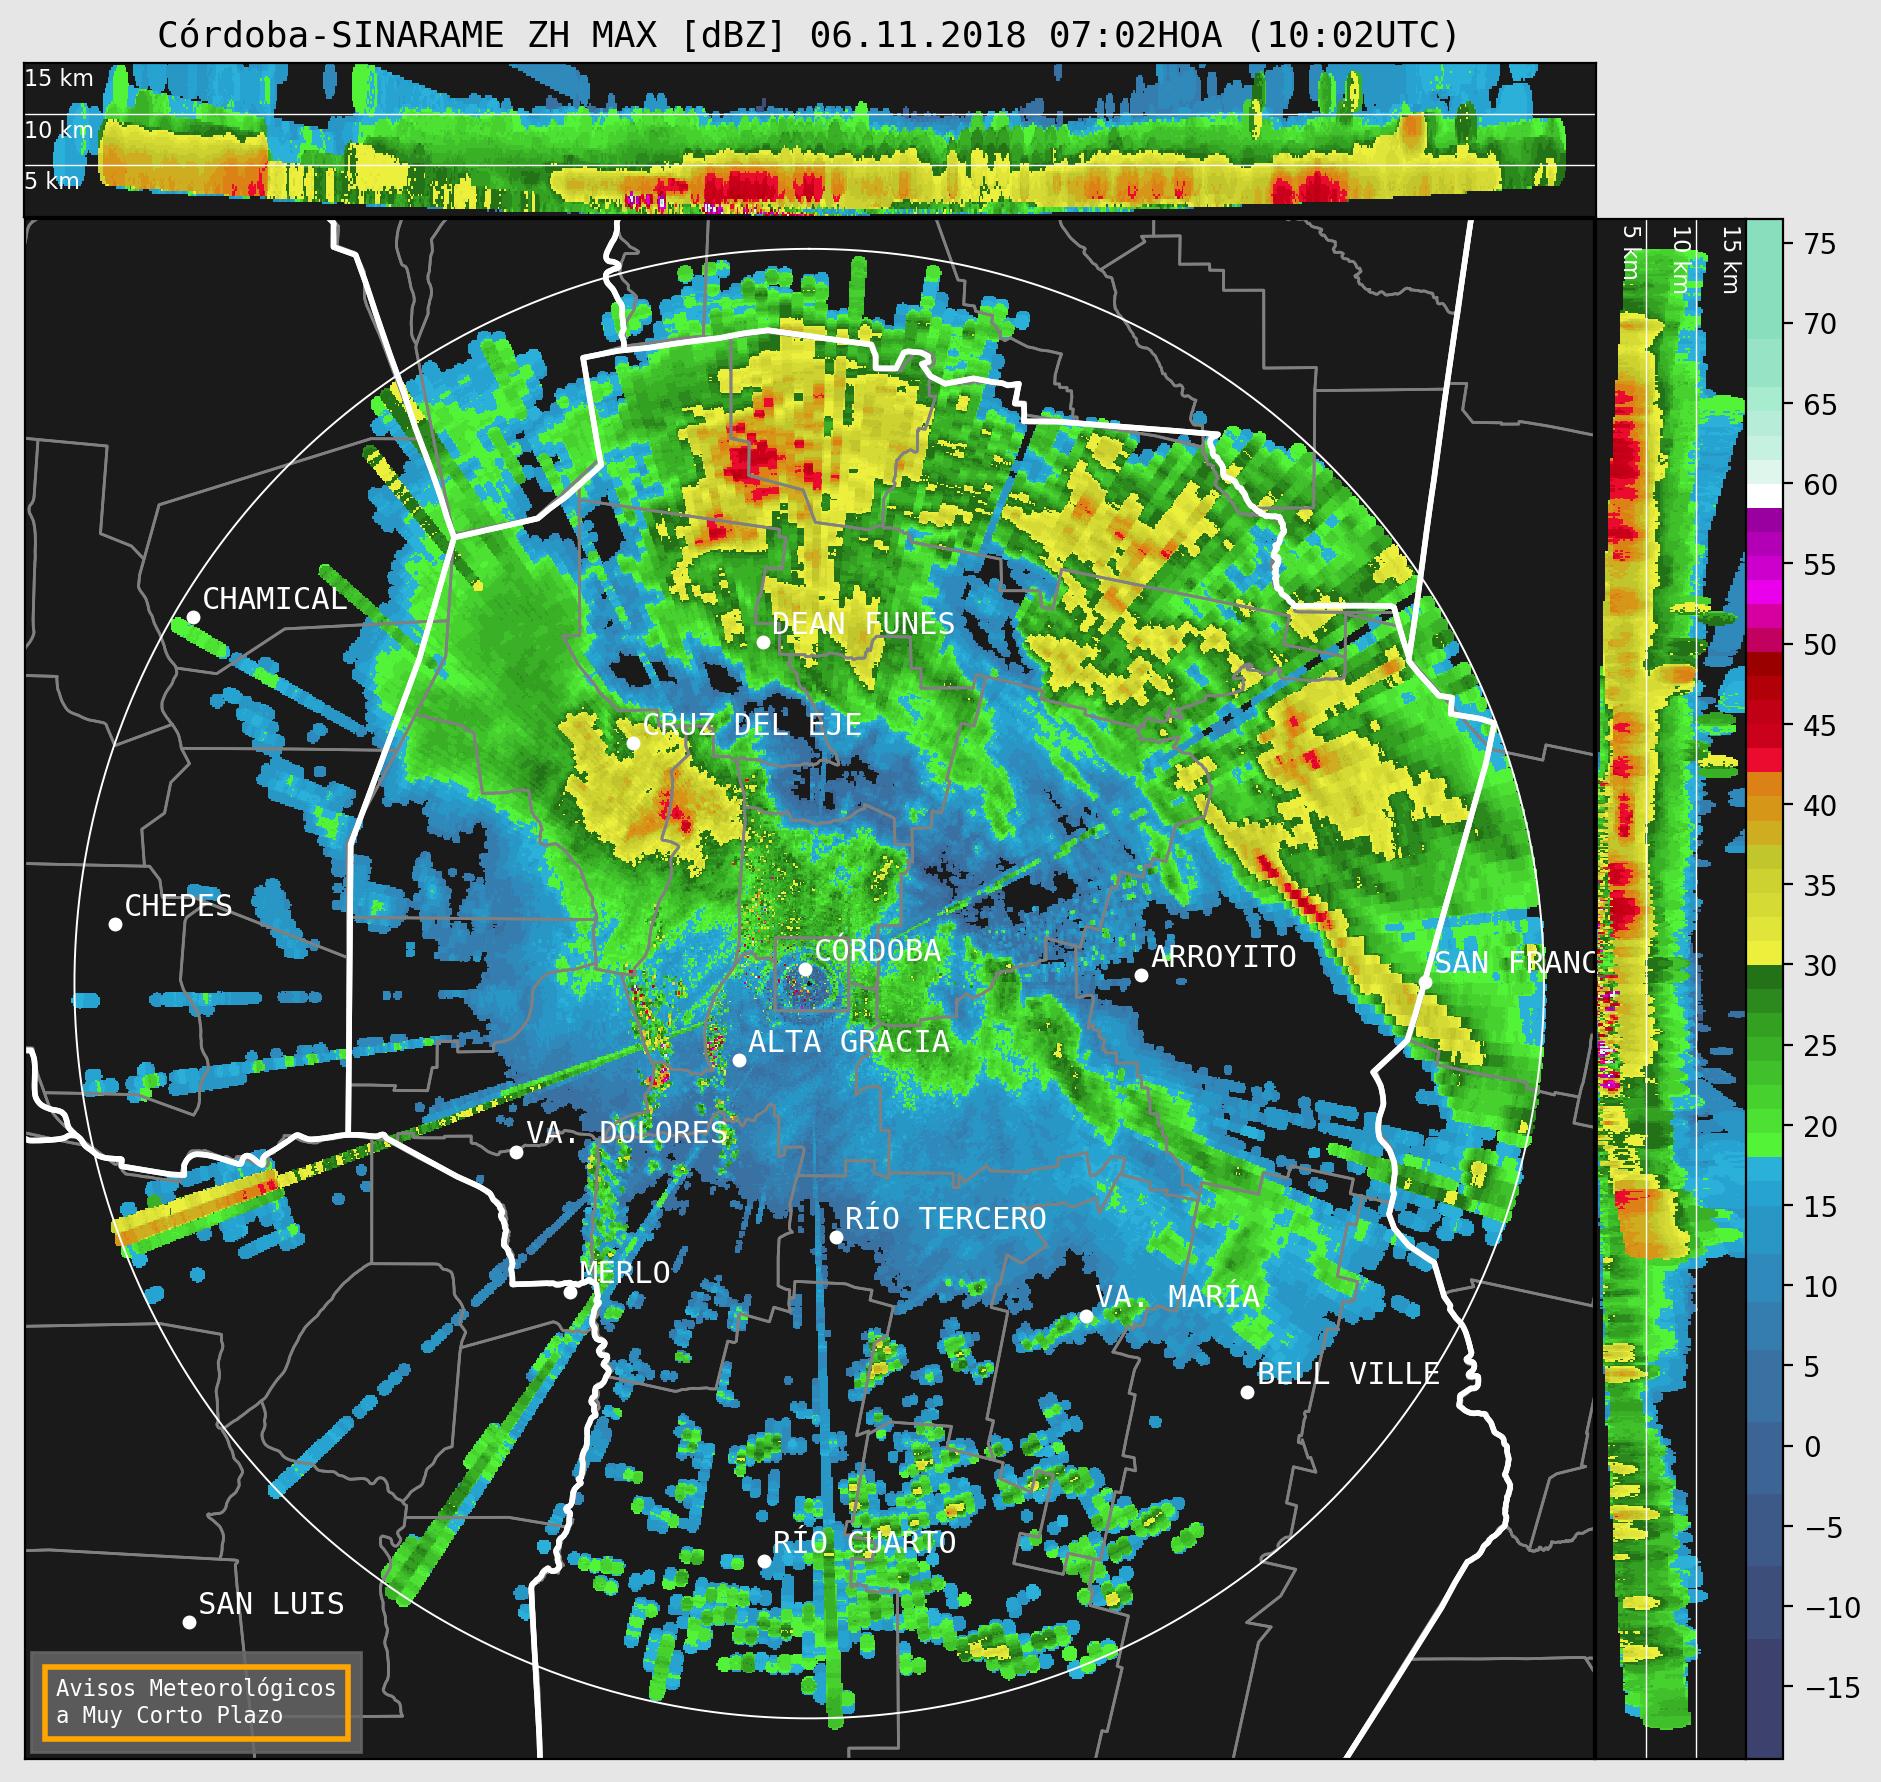 Córdoba-SINARAME ZH MAX [dBZ] 06.11.2018 07:02HOA (10:02UTC)
15 km
10 km
5 km
5 km
10 km
15 km
75
70
65
60
55
50
45
40
35
30
25
20
15
10
5
0
−5
−10
−15
CHAMICAL
DEAN FUNES
CRUZ DEL EJE
CHEPES
CÓRDOBA
ARROYITO
SAN FRANC
ALTA GRACIA
VA. DOLORES
RÍO TERCERO
MERLO
VA. MARÍA
BELL VILLE
RÍO CUARTO
SAN LUIS
Avisos Meteorológicos
a Muy Corto Plazo